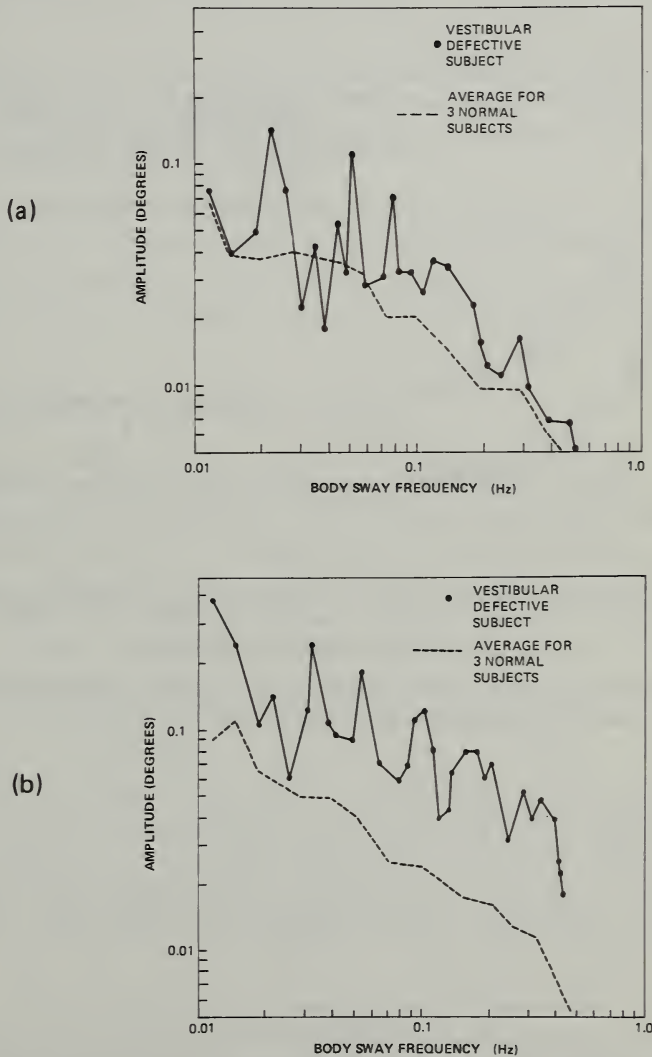 (a)
VESTIBULAR
DEFECTIVE
SUBJECT
AVERAGE FOR
3 NORMAL
SUBJECTS
AMPLITUDE (DEGREES)
0.1
0.01
0.01
0.1
1.0
BODY SWAY FREQUENCY (Hz)
(b)
VESTIBULAR
DEFECTIVE
SUBJECT
AVERAGE FOR
3 NORMAL
SUBJECTS
AMPLITUDE (DEGREES)
0.1
0.01
0.01
0.1
1.0
BODY SWAY FREQUENCY (Hz)